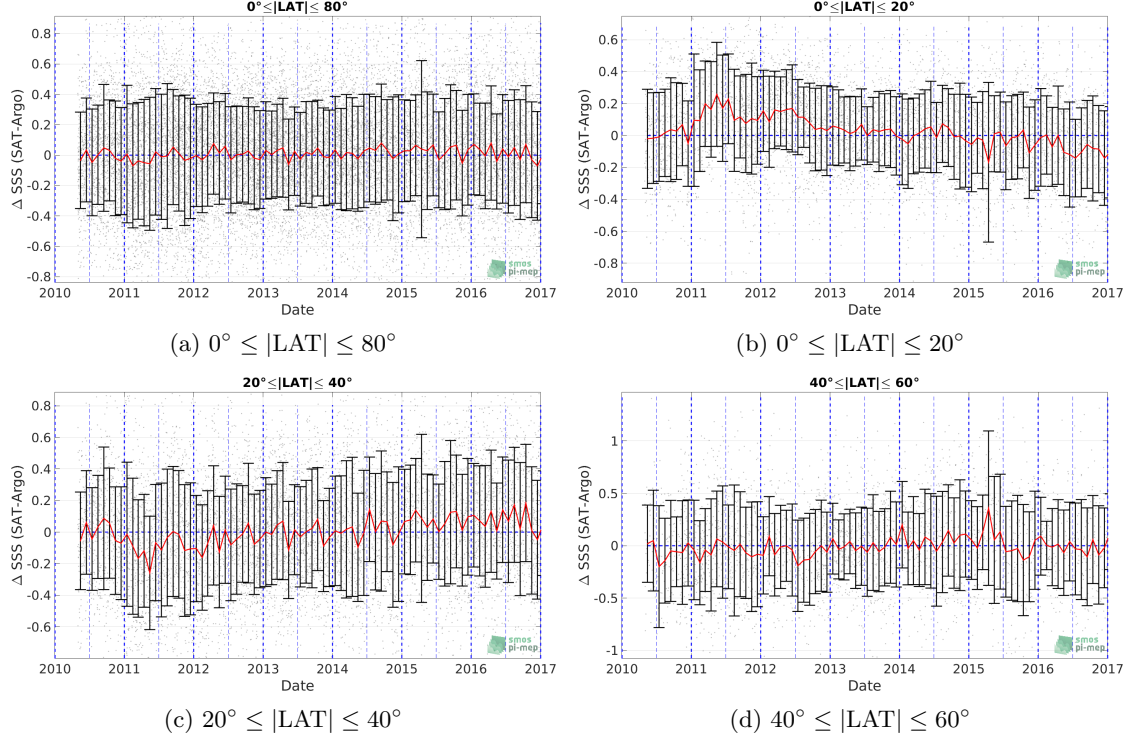 0°≤|LAT|≤ 80°
Δ SSS (SAT-Argo)
0.8
0.6
0.4
0.2
0
-0.2
-0.4
-0.6
-0.8
2010 2011 2012 2013 2014 2015 2016 2017
Date
smos
pi-mep
(a) 0° ≤ |LAT| ≤ 80°
0°≤|LAT|≤ 20°
Δ SSS (SAT-Argo)
0.6
0.4
0.2
0
-0.2
-0.4
-0.6
-0.8
2010 2011 2012 2013 2014 2015 2016 2017
Date
smos
pi-mep
(b) 0° ≤ |LAT| ≤ 20°
20°≤|LAT|≤ 40°
Δ SSS (SAT-Argo)
0.8
0.6
0.4
0.2
0
-0.2
-0.4
-0.6
2010 2011 2012 2013 2014 2015 2016 2017
Date
smos
pi-mep
(c) 20° ≤ |LAT| ≤ 40°
40°≤|LAT|≤ 60°
Δ SSS (SAT-Argo)
1
0.5
0
-0.5
-1
2010 2011 2012 2013 2014 2015 2016 2017
Date
smos
pi-mep
(d) 40° ≤ |LAT| ≤ 60°